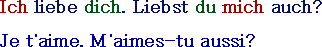 Ich liebe dich. Liebst du mich auch?
Je t'aime. M'aimes-tu aussi?